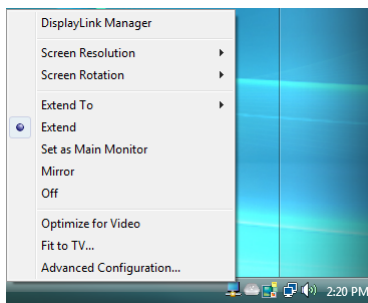 DisplayLink Manager
Screen Resolution
Screen Rotation
Extend To
Extend
Set as Main Monitor
Mirror
Off
Optimize for Video
Fit to TV...
Advanced Configuration...
2:20 PM